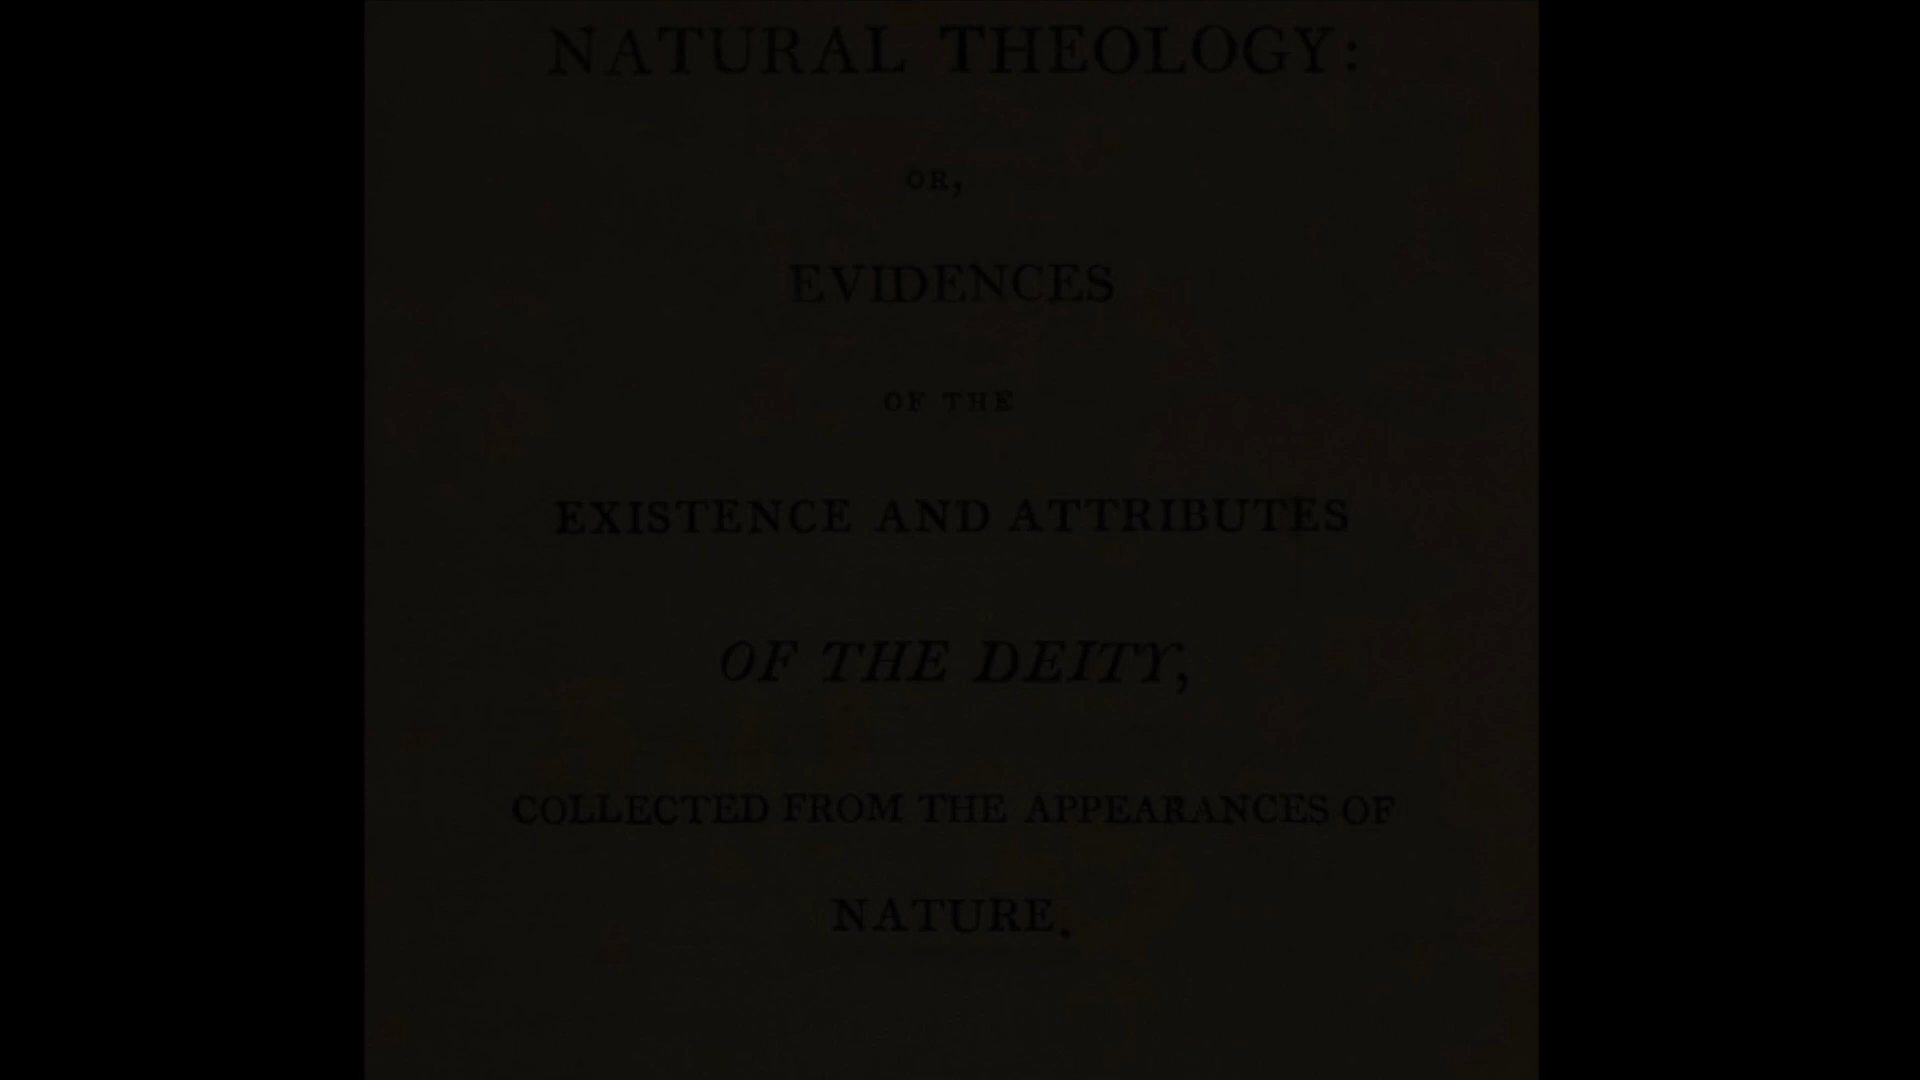 NATURAL THEOLOGY:
OR,
EVIDENCES
OF THE
EXISTENCE AND ATTRIBUTES
OF THE DEITY,
COLLECTED FROM THE APPEARANCES OF
NATURE.